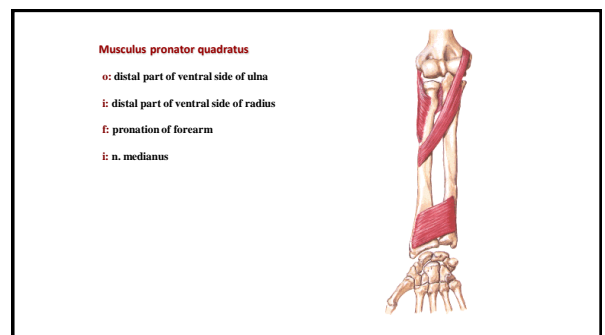 Musculus pronator quadratus
o: distal part of ventral side of ulna
i: distal part of ventral side of radius
f: pronation of forearm
i: n. medianus